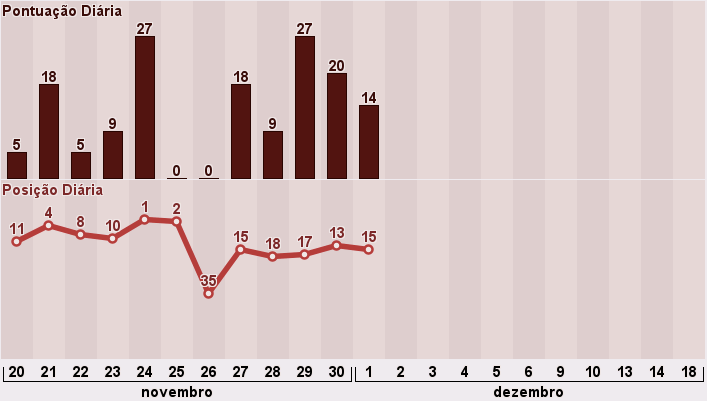 Pontuação Diária
5 18 5 9 27 0 0 18 9 27 20 14
Posição Diária
11 4 8 10 1 2 35 15 18 17 13 15
20 21 22 23 24 25 26 27 28 29 30 1 2 3 4 5 6 9 10 13 14 18
novembro dezembro